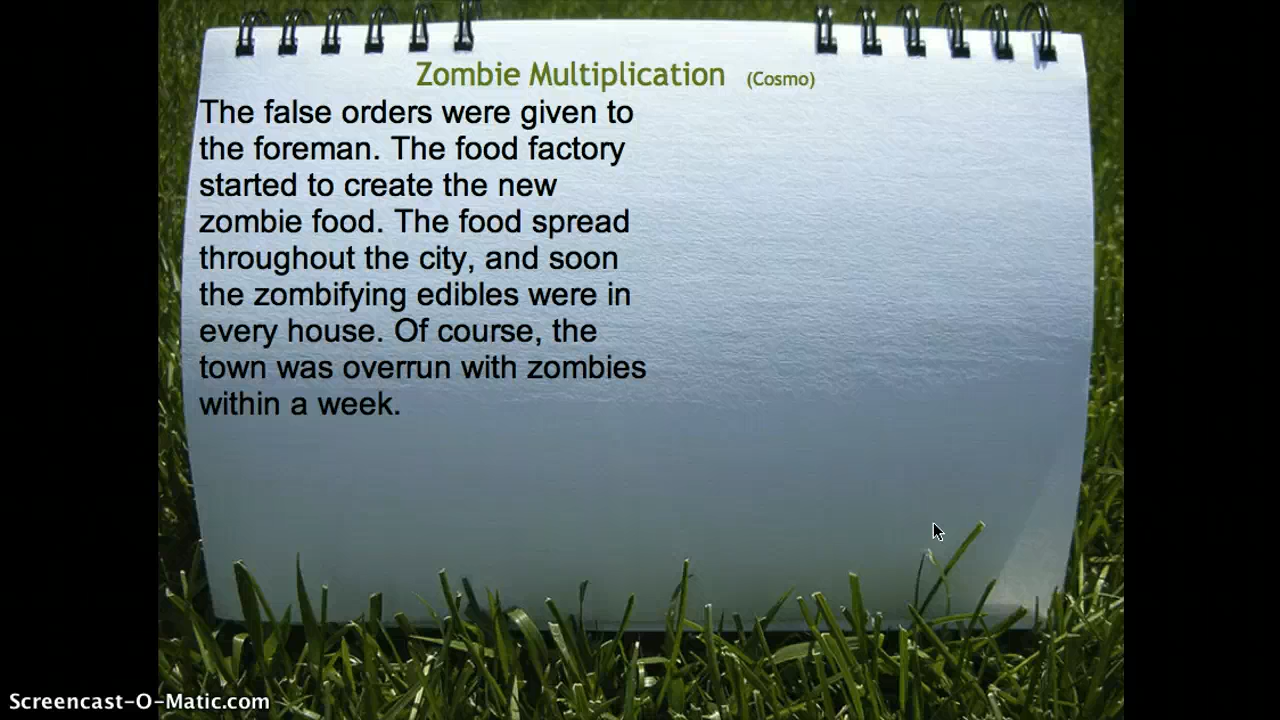 Zombie Multiplication (Cosmo)
The false orders were given to
the foreman. The food factory
started to create the new
zombie food. The food spread
throughout the city, and soon
the zombifying edibles were in
every house. Of course, the
town was overrun with zombies
within a week.
Screencast-O-Matic.com